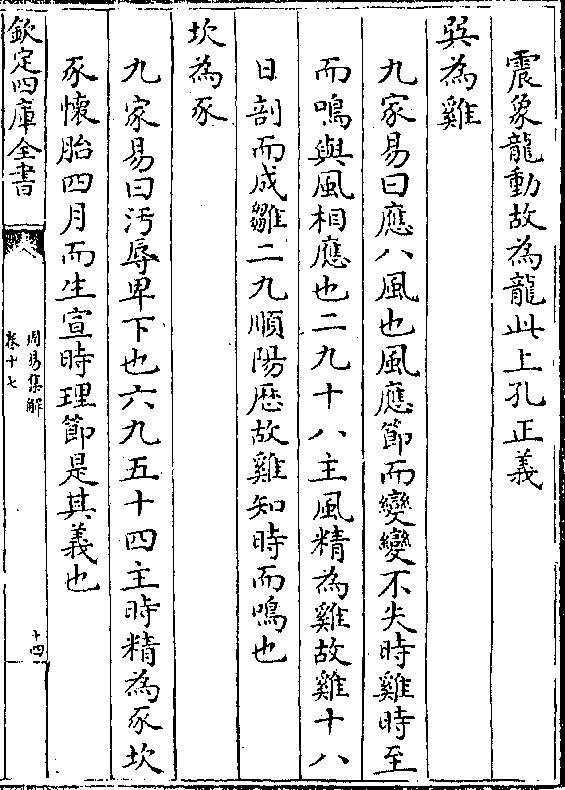 震象龍動故為龍此上孔正義
巽為雞
九家易曰應八風也風應節而變變不失時雞時至
而鳴與風相應也二九十八主風精為雞故雞十八
日剖而成雛二九順陽歴故雞知時而鳴也
坎為豕
九家易曰汚辱卑下也六九五十四主時精為豕坎
豕懷胎四月而生宣時理節是其義也
欽定四庫全書
周易集解
卷十七
十四